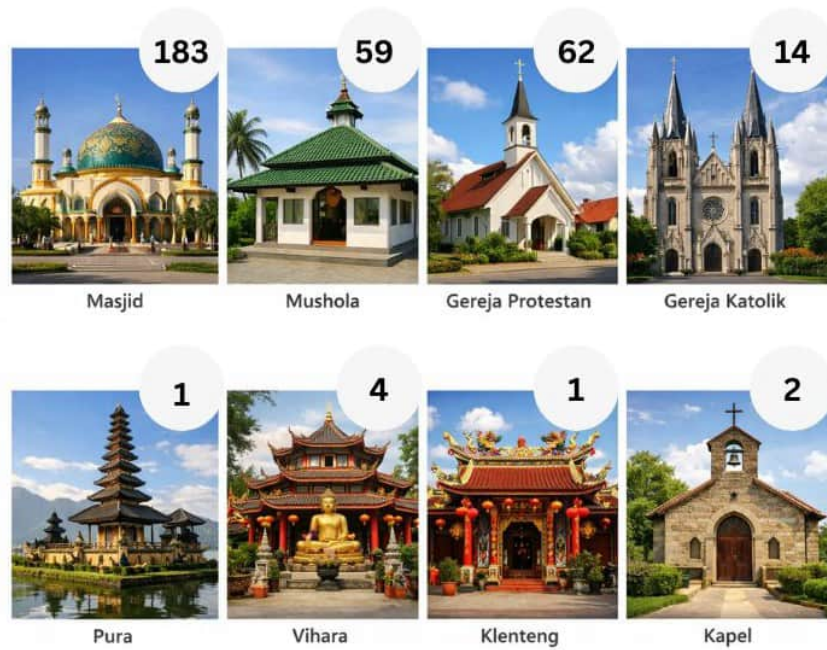 183
59
62
14
Masjid
Mushola
Gereja Protestan
Gereja Katolik
1
4
1
2
Pura
Vihara
Klenteng
Kapel